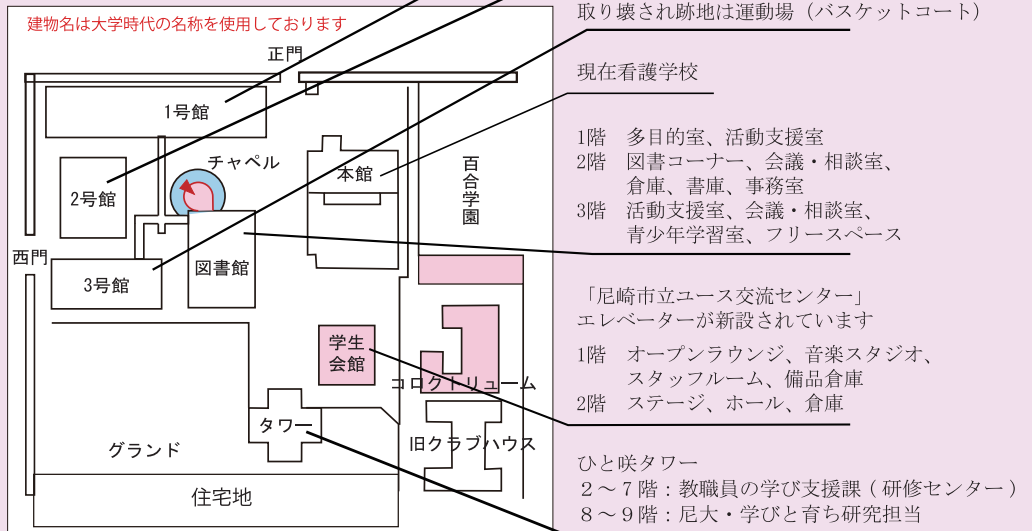 建物名は大学時代の名称を使用しております
正門
1号館
2号館
チャペル
本館
百合学園
西門
3号館
図書館
学生
会館
コロクトリューム
タワー
グランド
旧クラブハウス
住宅地
取り壊され跡地は運動場（バスケットコート）
現在看護学校
1階　多目的室、活動支援室
2階　図書コーナー、会議・相談室、
倉庫、書庫、事務室
3階　活動支援室、会議・相談室、
青少年学習室、フリースペース
「尼崎市立ユース交流センター」
エレベーターが新設されています
1階　オープンラウンジ、音楽スタジオ、
スタッフルーム、備品倉庫
2階　ステージ、ホール、倉庫
ひと咲タワー
２～７階：教職員の学び支援課(研修センター)
８～９階：尼大・学びと育ち研究担当